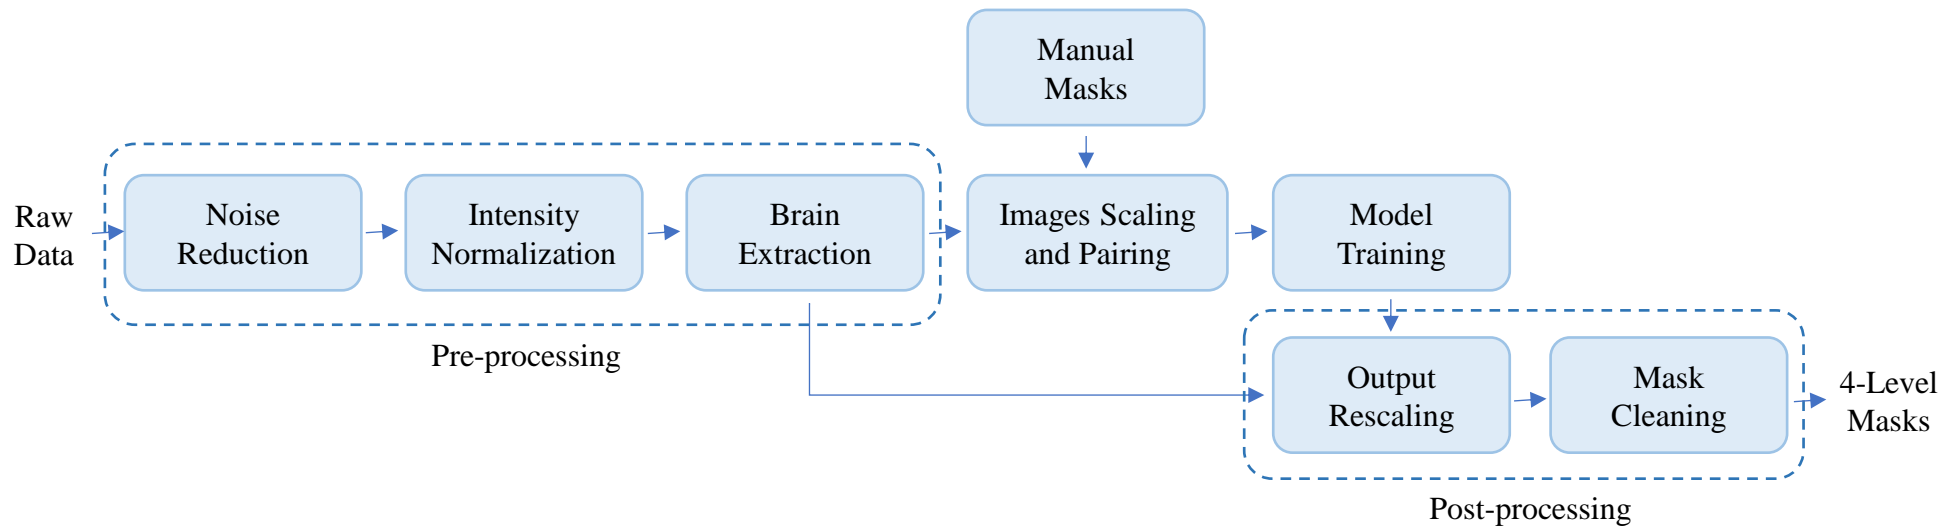 Manual
Masks
Raw
Data
Noise
Reduction
Intensity
Normalization
Brain
Extraction
Images Scaling
and Pairing
Model
Training
Pre-processing
Output
Rescaling
Mask
Cleaning
4-Level
Masks
Post-processing